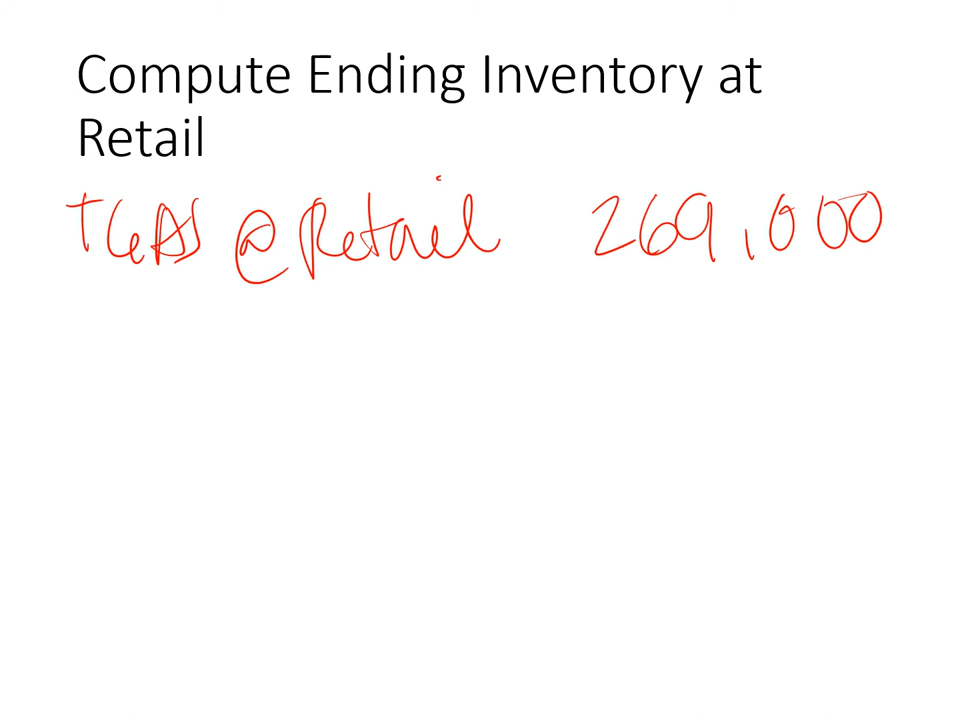 Compute Ending Inventory at
Retail
TGAS @ Retail 269,000